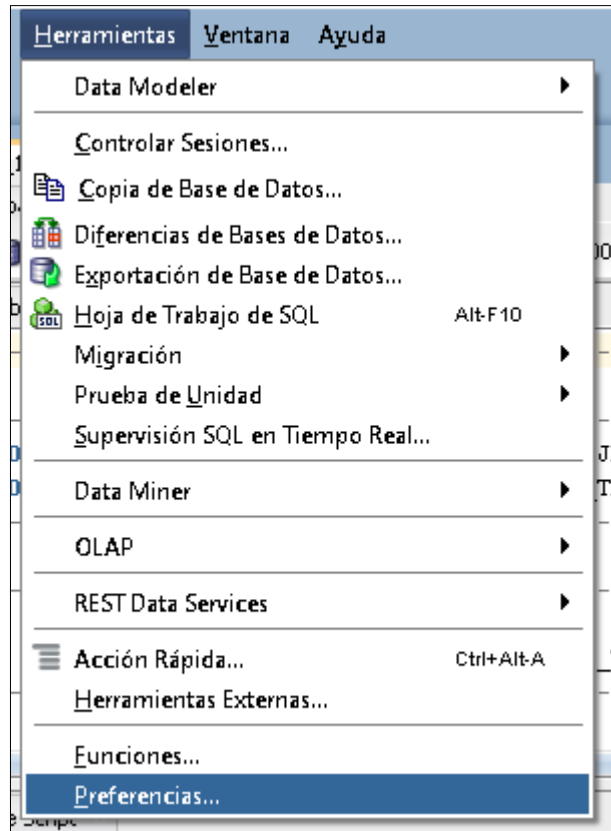 Herramientas Ventana Ayuda
Data Modeler
Controlar Sesiones...
Copia de Base de Datos...
Diferencias de Bases de Datos...
Exportación de Base de Datos...
Hoja de Trabajo de SQL Alt-F10
Migración
Prueba de Unidad
Supervisión SQL en Tiempo Real...
Data Miner
OLAP
REST Data Services
Acción Rápida... Ctrl+Alt-A
Herramientas Externas...
Funciones...
Preferencias...